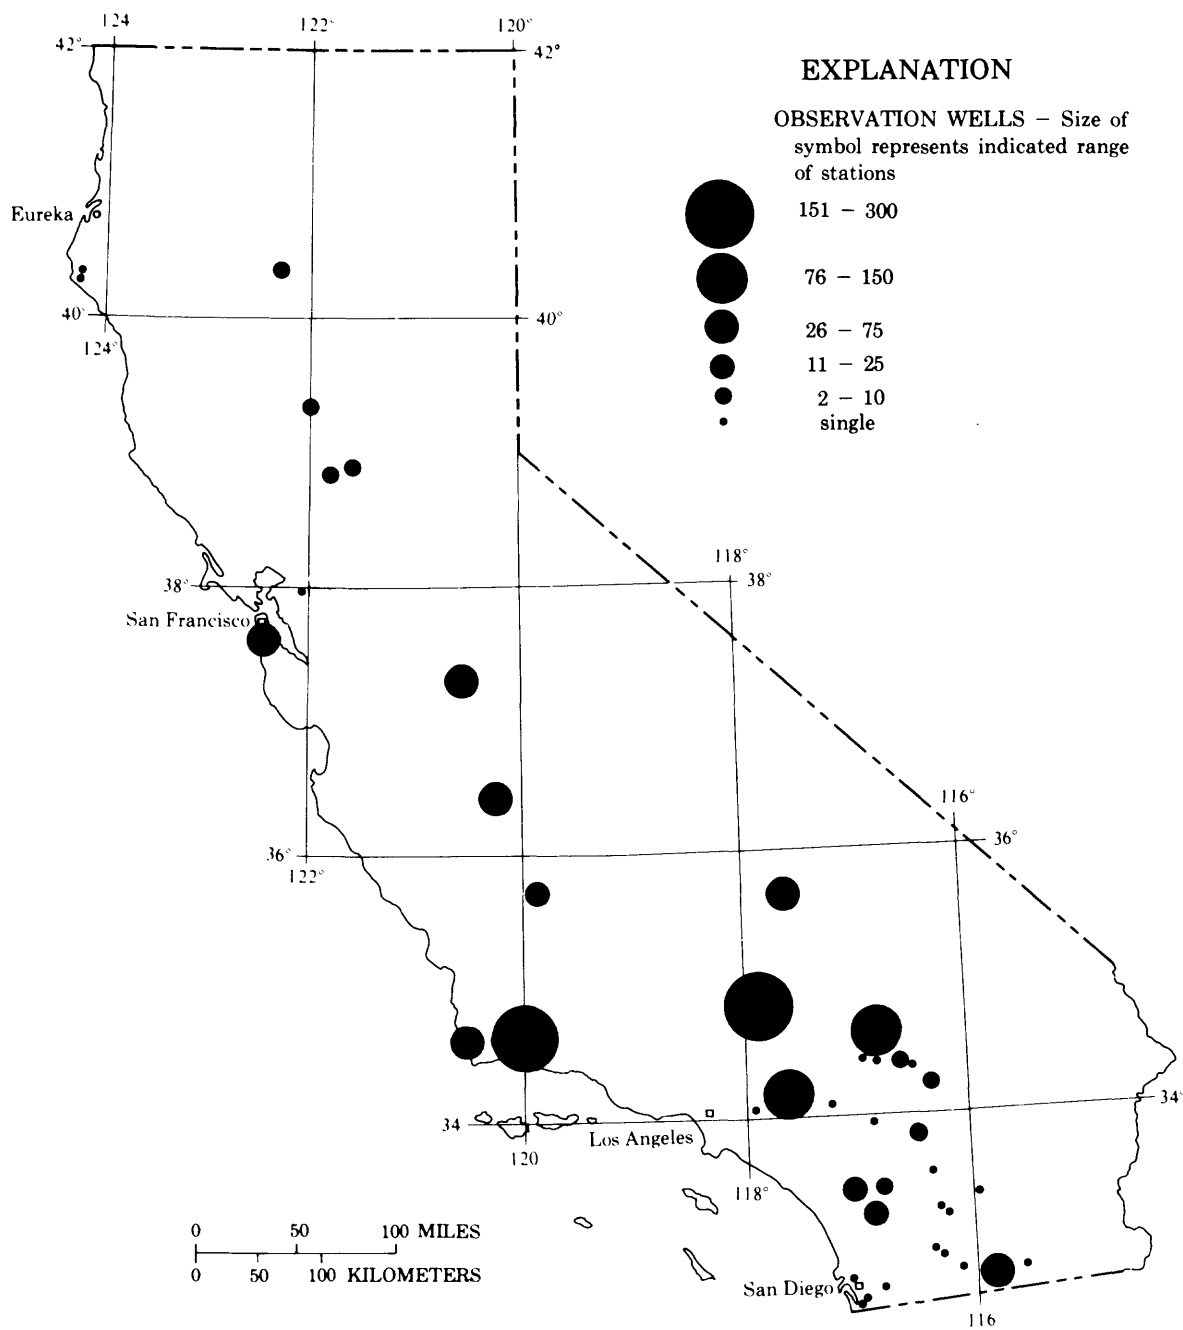 124 122° 120°
42° 42°
EXPLANATION
OBSERVATION WELLS – Size of
symbol represents indicated range
of stations
151 – 300
Eureka
76 – 150
40° 40°
26 – 75
124°
11 – 25
2 – 10
single
118°
38° 38°
San Francisco
116°
36° 36°
122°
34°
34
Los Angeles
120
118°
0 50 100 MILES
0 50 100 KILOMETERS
San Diego
116